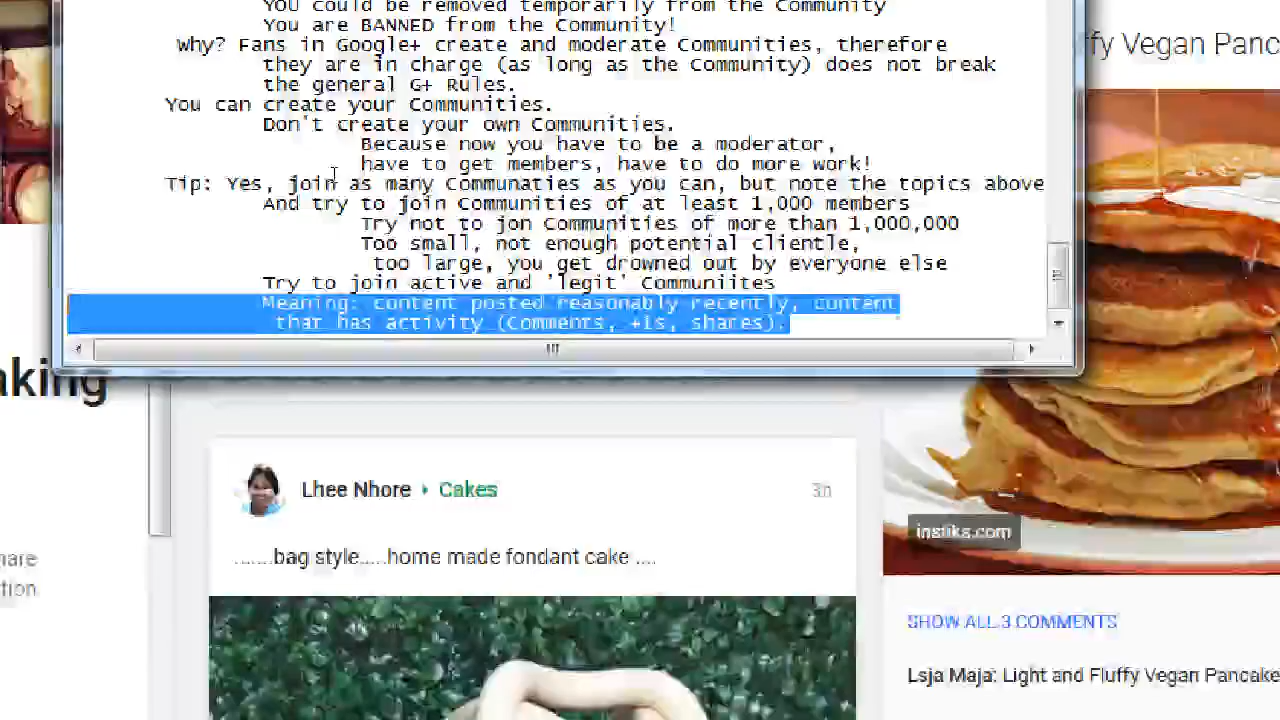 You could be removed temporarily from the Community
You are BANNED from the Community!
Why? Fans in Google+ create and moderate Communities, therefore
they are in charge (as long as the Community) does not break
the general G+ Rules.
You can create your Communities.
Don't create your own Communities.
Because now you have to be a moderator,
have to get members, have to do more work!
Tip: Yes, join as many Communaties as you can, but note the topics above
And try to join Communities of at least 1,000 members
Try not to jon Communities of more than 1,000,000
Too small, not enough potential clientle,
too large, you get drowned out by everyone else
Try to join active and 'legit' Communiites
Meaning: content posted reasonably recently, content
that has activity (Comments, +1s, shares).
ffy Vegan Panc
aking
Lhee Nhore ▸ Cakes
3h
.......bag style.....home made fondant cake ....
hare
tion
SHOW ALL 3 COMMENTS
Lsja Maja: Light and Fluffy Vegan Pancake